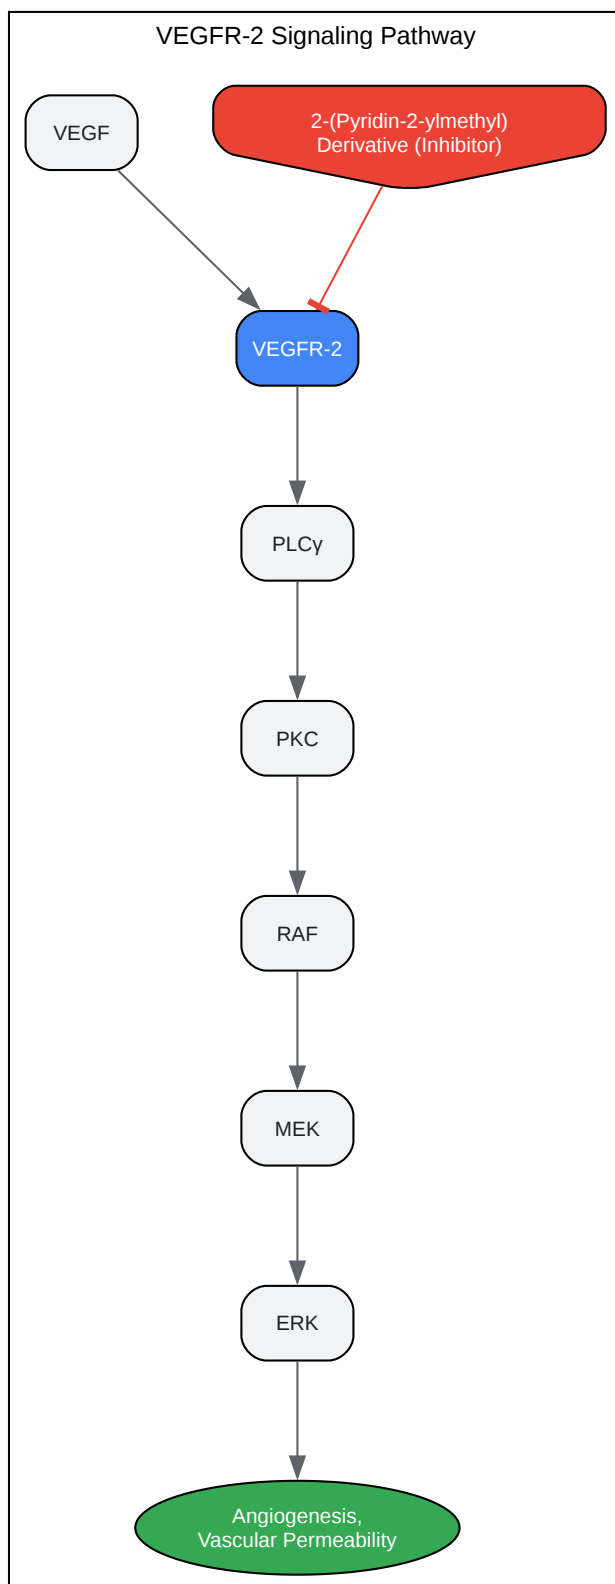 VEGFR-2 Signaling Pathway
VEGF
2-(Pyridin-2-ylmethyl)
Derivative (Inhibitor)
VEGFR-2
PLCγ
PKC
RAF
MEK
ERK
Angiogenesis,
Vascular Permeability